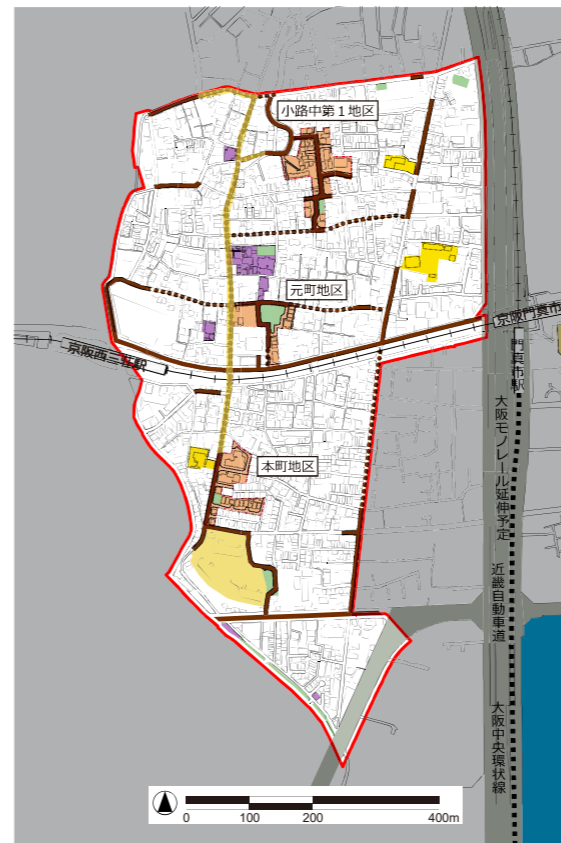 小路中第１地区
元町地区
京阪門真市
京阪西三荘駅
門真市駅
大阪モノレール延伸予定
本町地区
近畿自動車道
大阪中央環状線
0 100 200 400m